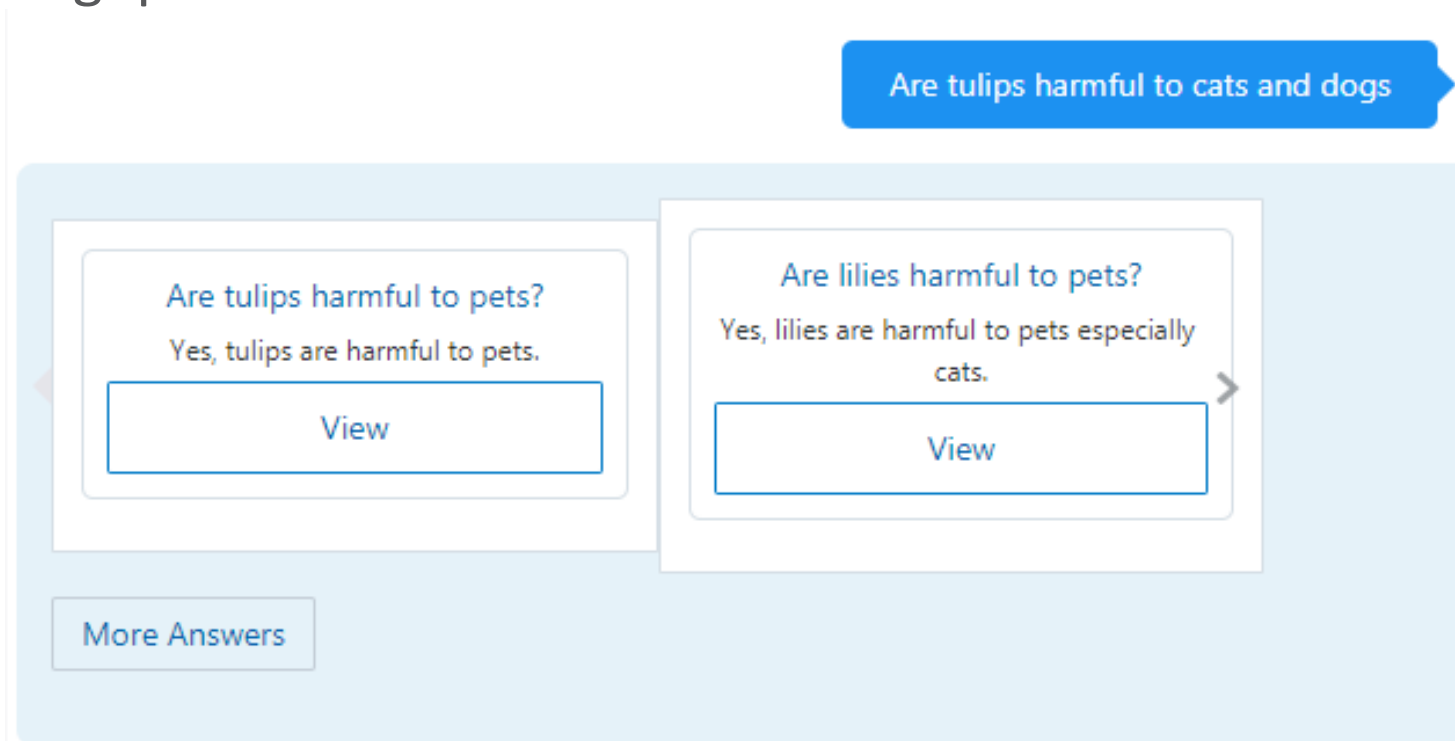 Are tulips harmful to cats and dogs
Are tulips harmful to pets?
Yes, tulips are harmful to pets.
View
Are lilies harmful to pets?
Yes, lilies are harmful to pets especially
cats.
View
More Answers